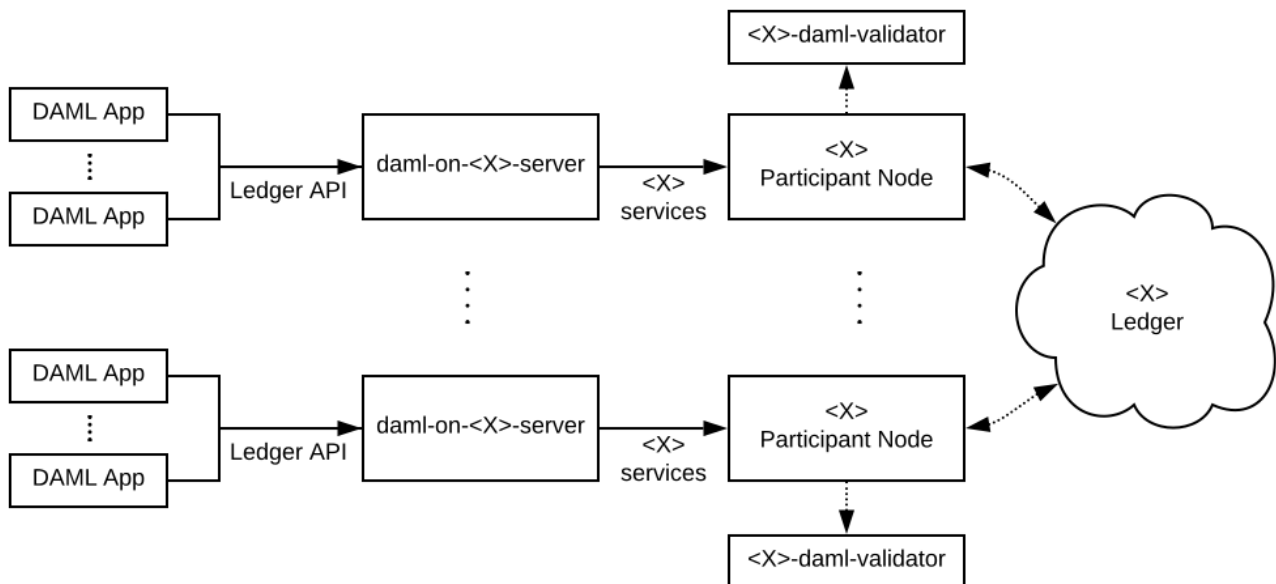 <X>-daml-validator
DAML App
DAML App
Ledger API
daml-on-<X>-server
<X>
services
<X>
Participant Node
<X>
Ledger
DAML App
DAML App
Ledger API
daml-on-<X>-server
<X>
services
<X>
Participant Node
<X>-daml-validator